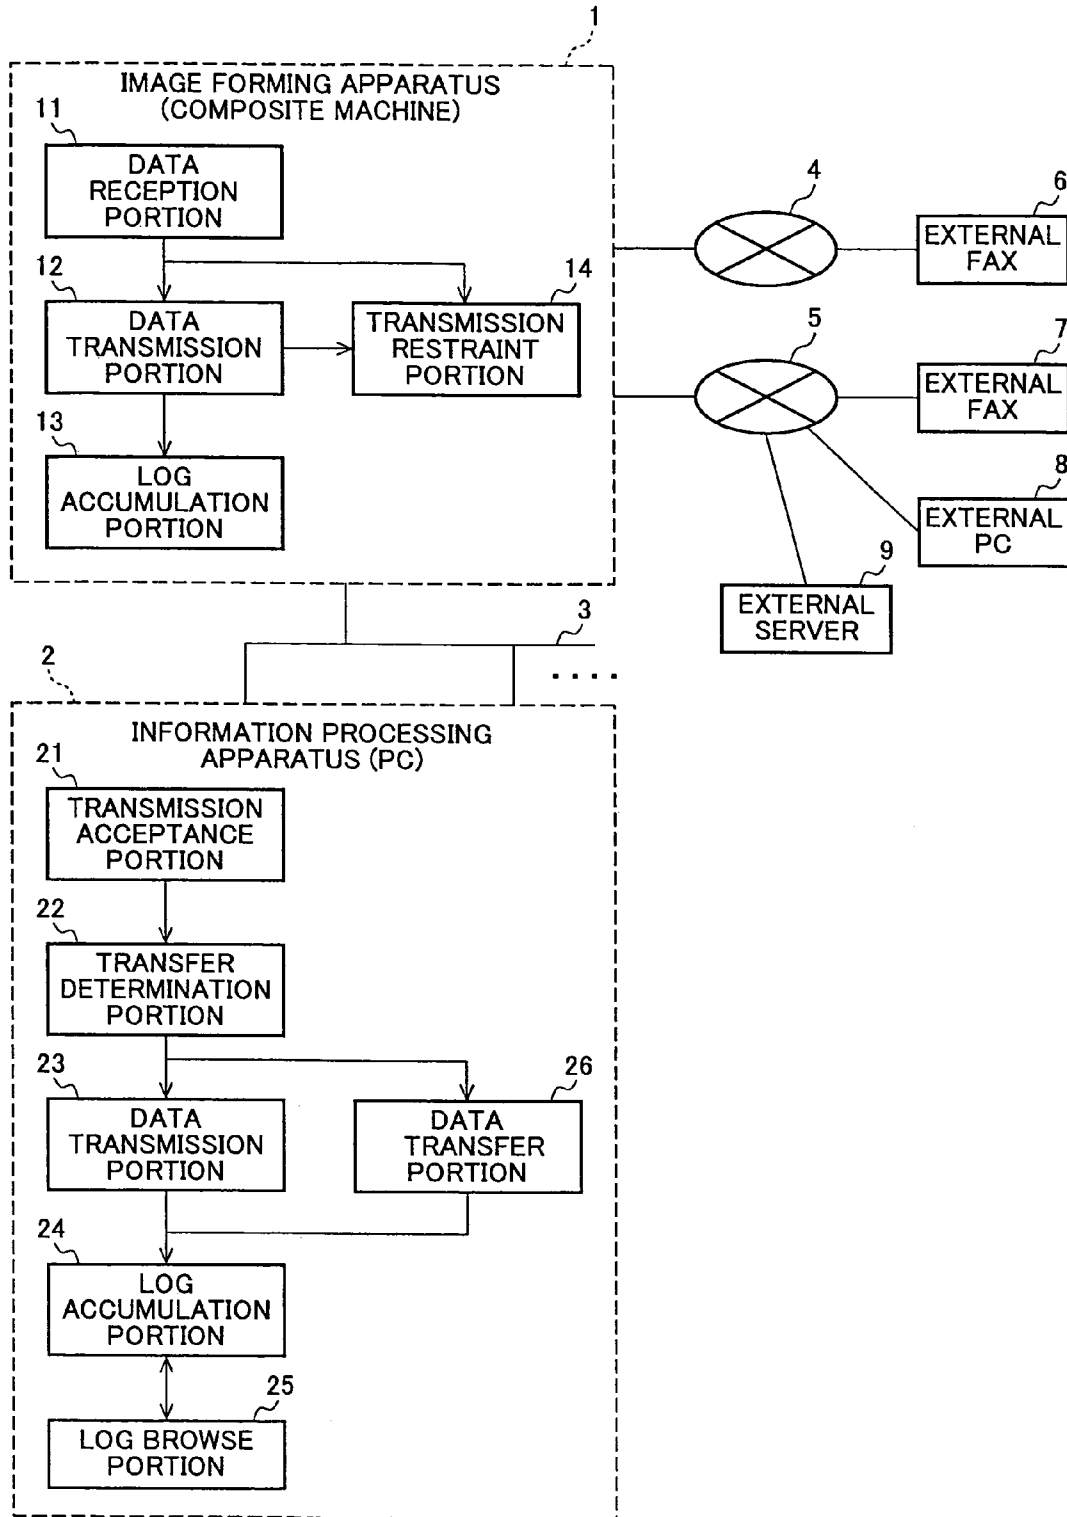 1
IMAGE FORMING APPARATUS
(COMPOSITE MACHINE)
11
DATA
RECEPTION
PORTION
12
DATA
TRANSMISSION
PORTION
14
TRANSMISSION
RESTRAINT
PORTION
13
LOG
ACCUMULATION
PORTION
4
6
EXTERNAL
FAX
5
7
EXTERNAL
FAX
8
EXTERNAL
PC
9
EXTERNAL
SERVER
3
....
2
INFORMATION PROCESSING
APPARATUS (PC)
21
TRANSMISSION
ACCEPTANCE
PORTION
22
TRANSFER
DETERMINATION
PORTION
23
DATA
TRANSMISSION
PORTION
26
DATA
TRANSFER
PORTION
24
LOG
ACCUMULATION
PORTION
25
LOG BROWSE
PORTION